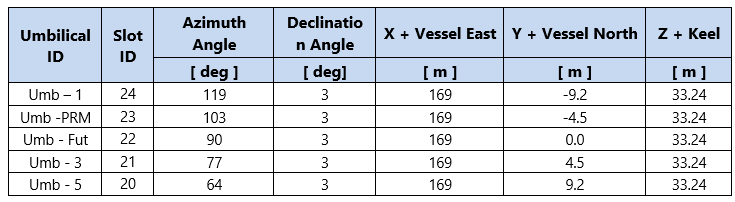 Umbilical ID | Slot ID | Azimuth Angle | Declinatio n Angle | X + Vessel East | Y + Vessel North | Z + Keel
[ deg ] | [ deg] | [ m ] | [ m ] | [ m ]
Umb – 1 | 24 | 119 | 3 | 169 | -9.2 | 33.24
Umb -PRM | 23 | 103 | 3 | 169 | -4.5 | 33.24
Umb - Fut | 22 | 90 | 3 | 169 | 0.0 | 33.24
Umb - 3 | 21 | 77 | 3 | 169 | 4.5 | 33.24
Umb - 5 | 20 | 64 | 3 | 169 | 9.2 | 33.24